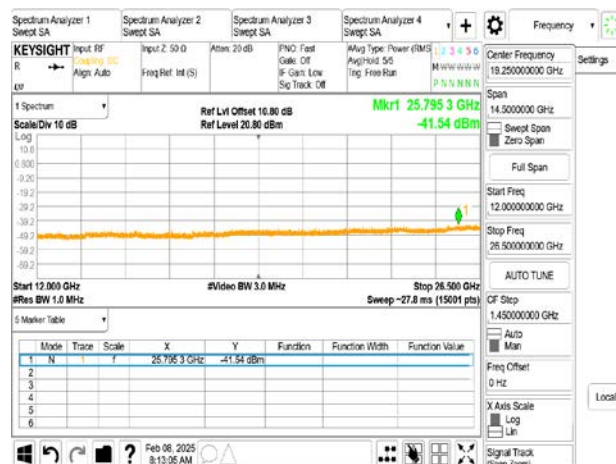 Spectrum Analyzer 1
Swept SA
Spectrum Analyzer 2
Swept SA
Spectrum Analyzer 3
Swept SA
Spectrum Analyzer 4
Swept SA
+
Frequency
Settings
KEYSIGHT
R
Input: RF
Coupling: DC
Align: Auto
Input Z: 50 Ω
Freq Ref: Int (S)
Atten: 20 dB
PNO: Fast
Gate: Off
IF Gain: Low
Sig Track: Off
#Avg Type: Power (RMS
Avg|Hold: 5/5
Trig: Free Run
1 2 3 4 5 6
M W W W W W
P N N N N N
1 Spectrum
Scale/Div 10 dB
Log
Ref Lvl Offset 10.80 dB
Ref Level 20.80 dBm
Mkr1 25.795 3 GHz
-41.54 dBm
10.8
0.800
-9.20
-19.2
-29.2
-39.2
-49.2
-59.2
-69.2
1
Start 12.000 GHz
#Video BW 3.0 MHz
Stop 26.500 GHz
#Res BW 1.0 MHz
Sweep ~27.8 ms (15001 pts)
5 Marker Table
Mode Trace Scale X Y Function Function Width Function Value
1 N 1 f 25.795 3 GHz -41.54 dBm
2
3
4
5
6
Feb 08, 2025
8:13:05 AM
Center Frequency
19.250000000 GHz
Span
14.5000000 GHz
Swept Span
Zero Span
Full Span
Start Freq
12.000000000 GHz
Stop Freq
26.500000000 GHz
AUTO TUNE
CF Step
1.450000000 GHz
Auto
Man
Freq Offset
0 Hz
X Axis Scale
Log
Lin
Signal Track
Local